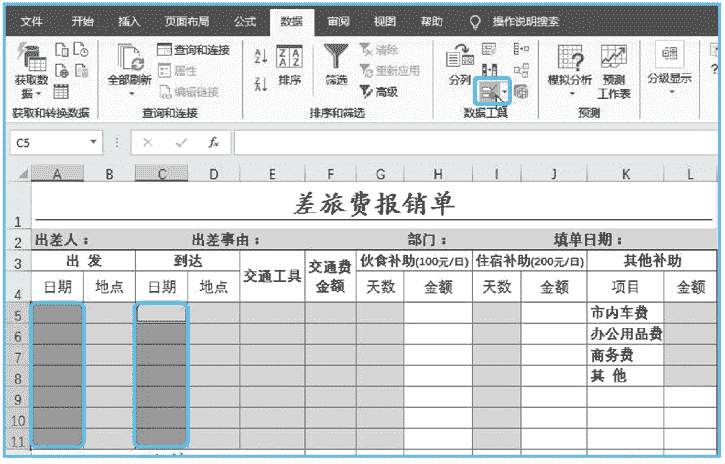 文件 开始 插入 页面布局 公式 数据 审阅 视图 帮助 操作说明搜索
查询和连接 清除
属性 重新应用
编辑链接 高级
获取数据 全部刷新 排序 筛选 分列 模拟分析 预测工作表 分级显示
获取和转换数据 查询和连接 排序和筛选 数据工具 预测
C5 fx
A B C D E F G H I J K L
1 差旅费报销单
2 出差人： 出差事由： 部门： 填单日期：
3 出 发 到达 交通工具 交通费金额 伙食补助(100元/日) 住宿补助(200元/日) 其他补助
4 日期 地点 日期 地点 天数 金额 天数 金额 项目 金额
5 市内车费
6 办公用品费
7 商务费
8 其 他
9
10
11